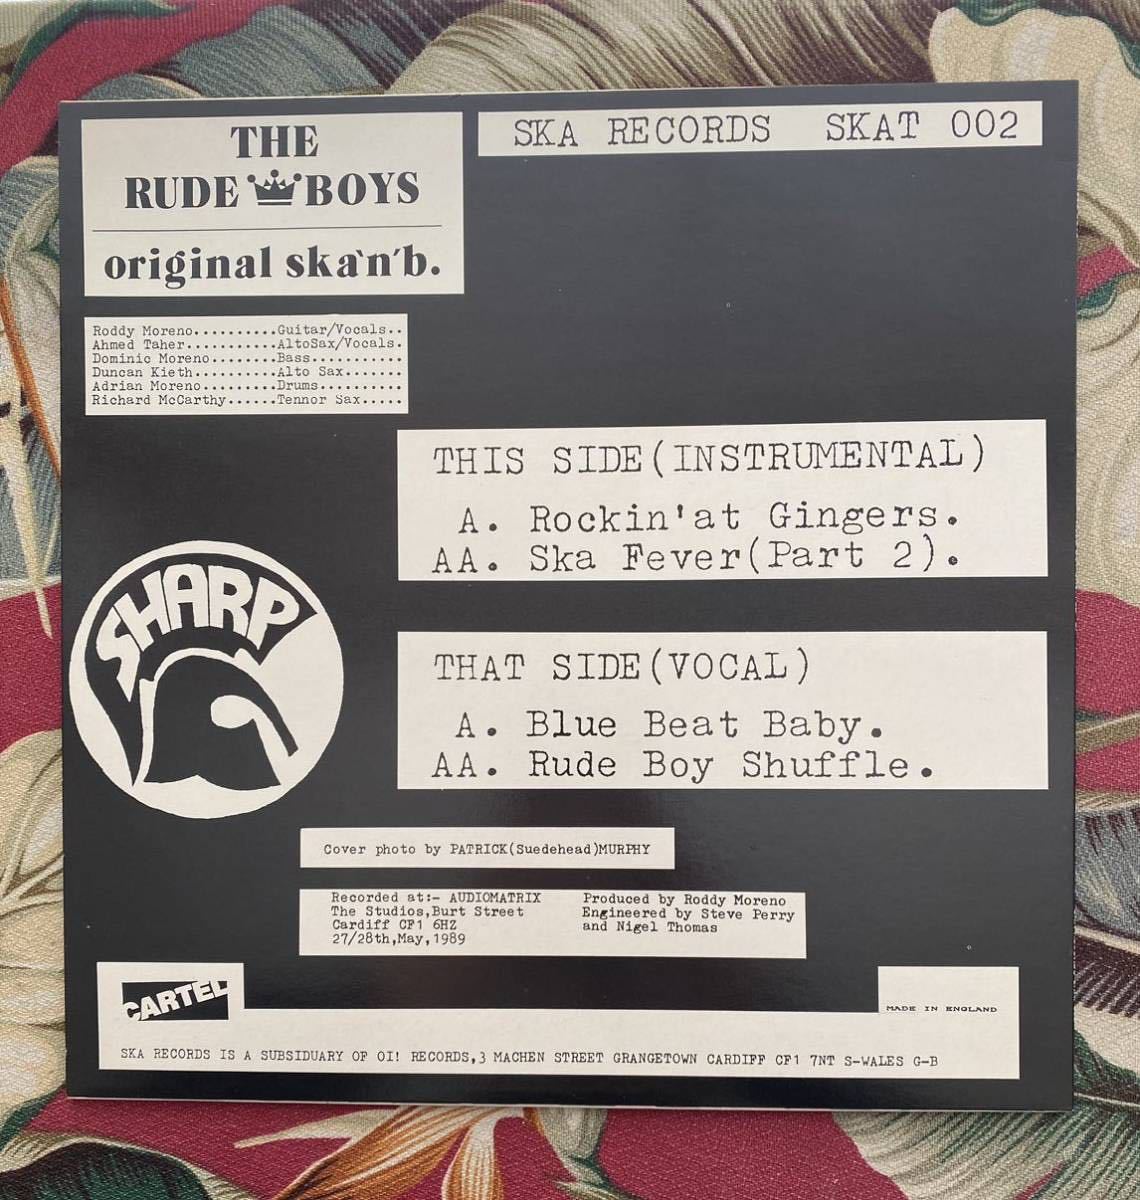 THE
RUDE BOYS
original ska'n'b.
SKA RECORDS SKAT 002
Roddy Moreno..........Guitar/Vocals..
Ahmed Taher...........AltoSax/Vocals.
Dominic Moreno........Bass...........
Duncan Kieth..........Alto Sax.......
Adrian Moreno.........Drums..........
Richard McCarthy......Tennor Sax.....
THIS SIDE(INSTRUMENTAL)
A. Rockin'at Gingers.
AA. Ska Fever(Part 2).
SHARP
THAT SIDE(VOCAL)
A. Blue Beat Baby.
AA. Rude Boy Shuffle.
Cover photo by PATRICK(Suedehead)MURPHY
Recorded at:- AUDIOMATRIX
The Studios,Burt Street
Cardiff CF1 6HZ
27/28th,May,1989
Produced by Roddy Moreno
Engineered by Steve Perry
and Nigel Thomas
CARTEL
MADE IN ENGLAND
SKA RECORDS IS A SUBSIDUARY OF OI! RECORDS,3 MACHEN STREET GRANGETOWN CARDIFF CF1 7NT S-WALES G-B